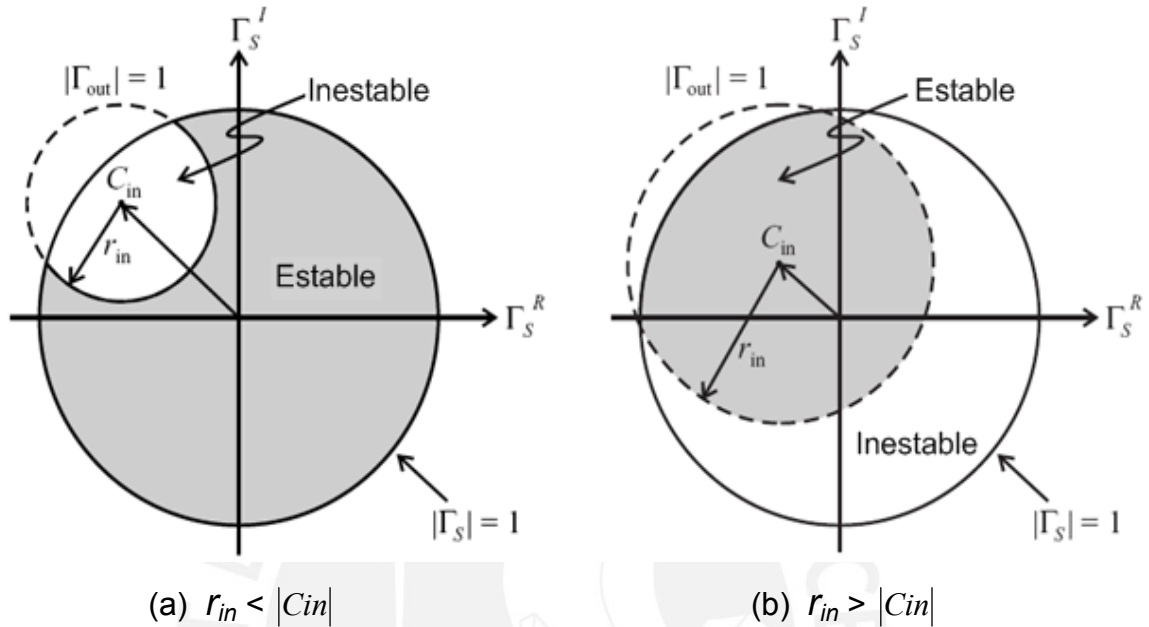 Γ_S^I
|Γ_out| = 1
Inestable
C_in
r_in
Estable
Γ_S^R
|Γ_S| = 1
(a) r_in < |Cin|
Γ_S^I
|Γ_out| = 1
Estable
C_in
r_in
Γ_S^R
Inestable
|Γ_S| = 1
(b) r_in > |Cin|